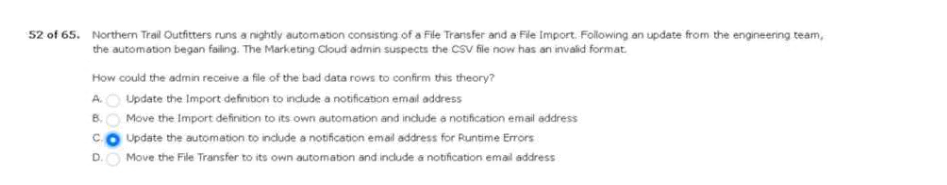 52 of 65. Northern Trail Outfitters runs a nightly automation consisting of a File Transfer and a File Import. Following an update from the engineering team,
the automation began failing. The Marketing Cloud admin suspects the CSV file now has an invalid format.
How could the admin receive a file of the bad data rows to confirm this theory?
A. Update the Import definition to include a notification email address
B. Move the Import definition to its own automation and include a notification email address
C. Update the automation to include a notification email address for Runtime Errors
D. Move the File Transfer to its own automation and include a notification email address